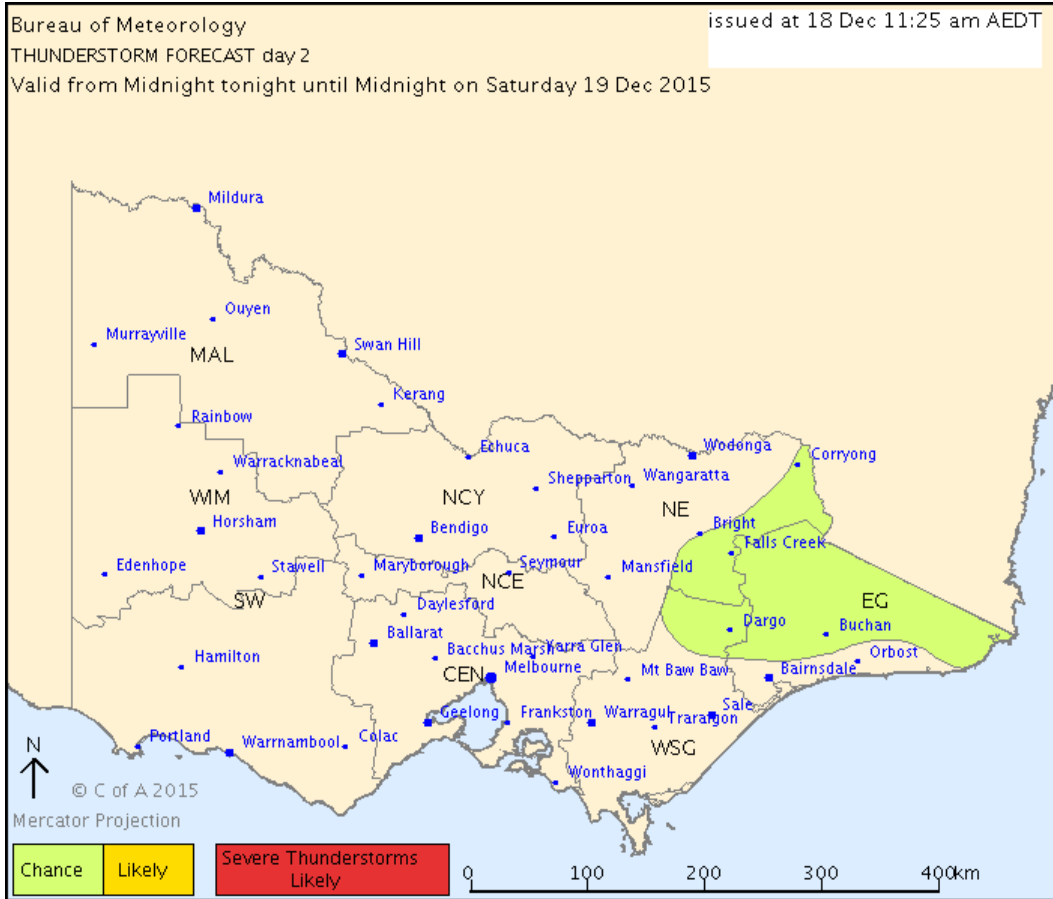 Bureau of Meteorology
issued at 18 Dec 11:25 am AEDT
THUNDERSTORM FORECAST day 2
Valid from Midnight tonight until Midnight on Saturday 19 Dec 2015
Mildura
Ouyen
Murrayville
MAL
Swan Hill
Kerang
Rainbow
Echuca
Wodonga
Corryong
Warracknabeal
Shepparton
Wangaratta
WIM
NCY
NE
Horsham
Bendigo
Euroa
Bright
Falls Creek
Edenhope
Stawell
Maryborough
Seymour
Mansfield
NCE
SW
EG
Daylesford
Dargo
Buchan
Ballarat
Bacchus Marsh
Yarra Glen
Orbost
Hamilton
CEN
Melbourne
Mt Baw Baw
Bairnsdale
Geelong
Frankston
Warragul
Traralgon
Sale
Portland
Warrnambool
Colac
WSG
Wonthaggi
N
© C of A 2015
Mercator Projection
Chance
Likely
Severe Thunderstorms
Likely
0
100
200
300
400km